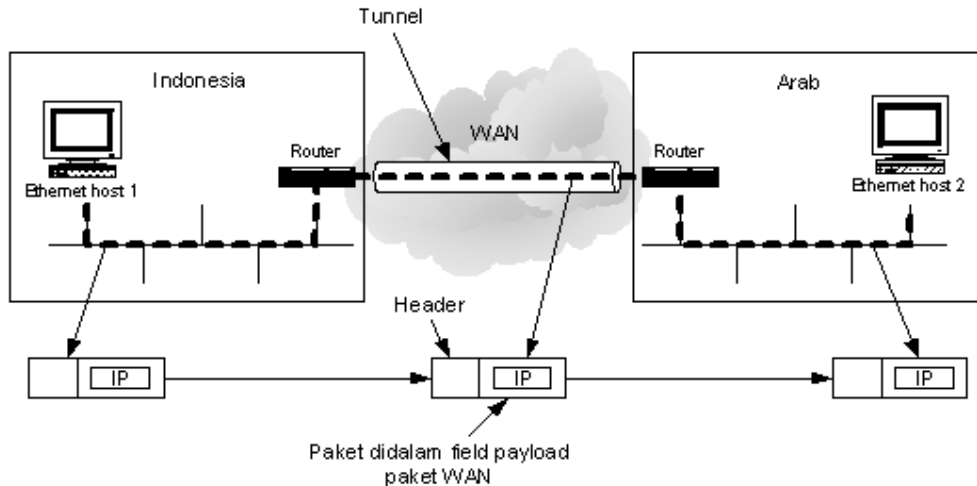 Tunnel
Indonesia
Arab
WAN
Router
Router
Ethernet host 1
Ethernet host 2
Header
IP
IP
IP
Paket didalam field payload
paket WAN